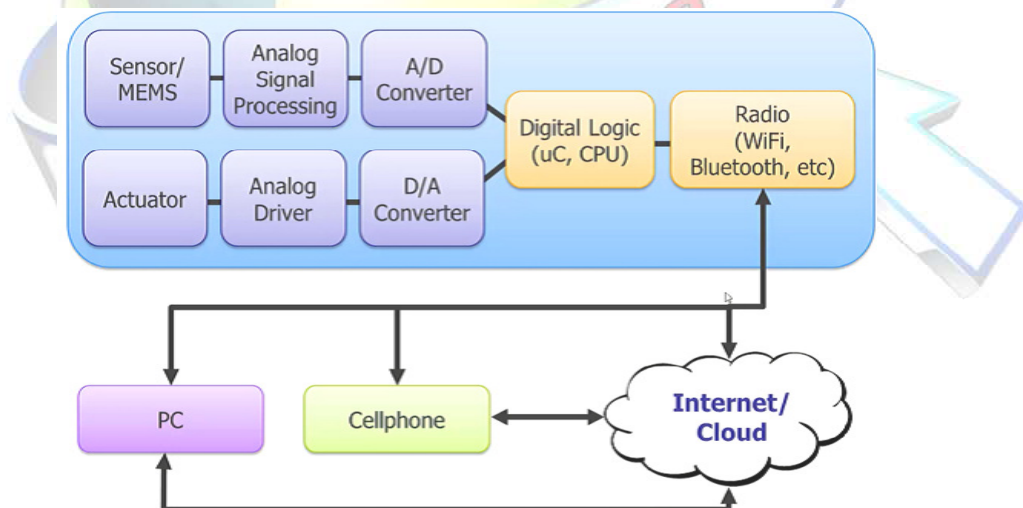 Sensor/
MEMS
Analog
Signal
Processing
A/D
Converter
Digital Logic
(uC, CPU)
Radio
(WiFi,
Bluetooth, etc)
Actuator
Analog
Driver
D/A
Converter
PC
Cellphone
Internet/
Cloud